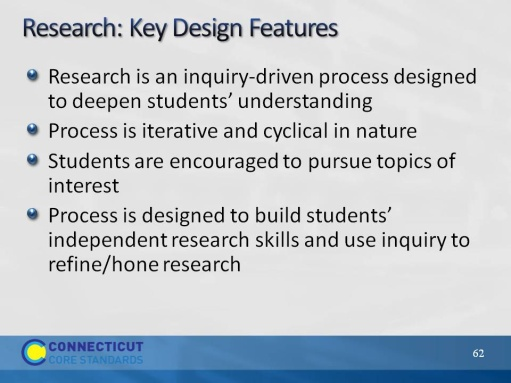 Research: Key Design Features
Research is an inquiry-driven process designed
to deepen students’ understanding
Process is iterative and cyclical in nature
Students are encouraged to pursue topics of
interest
Process is designed to build students’
independent research skills and use inquiry to
refine/hone research
CONNECTICUT
CORE STANDARDS
62